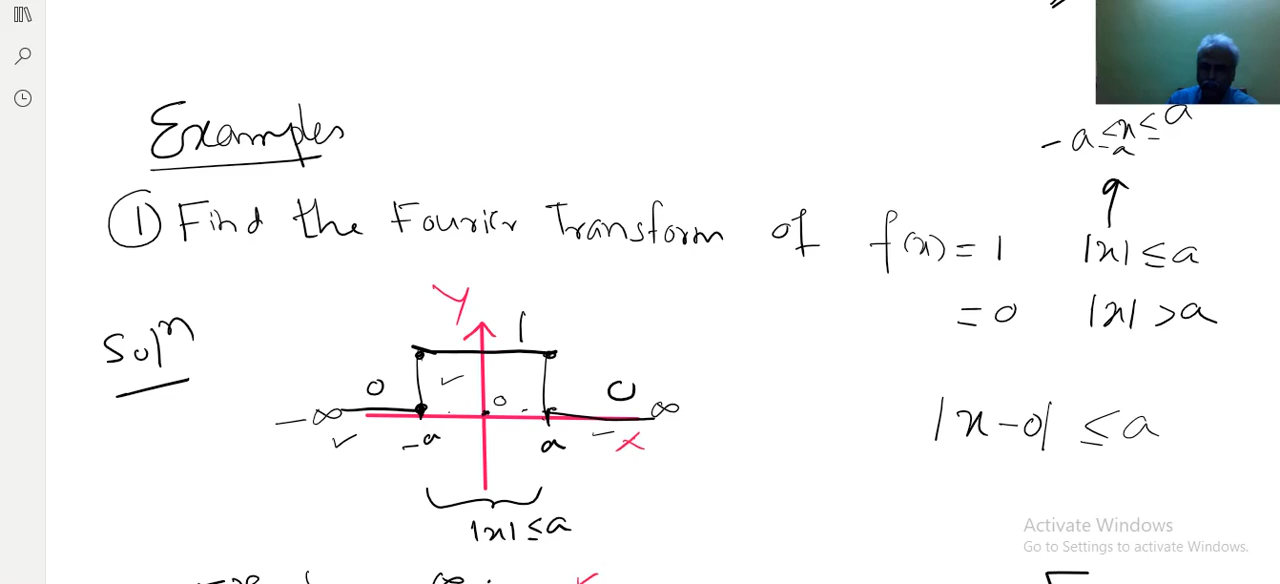 Examples
-a ≤ x ≤ a
① Find the Fourier Transform of f(x) = 1 |x| ≤ a
= 0 |x| > a
Solⁿ
Y
1
0 0 0
-∞ ∞
-a a X
|x| ≤ a
|x-0| ≤ a
Activate Windows
Go to Settings to activate Windows.